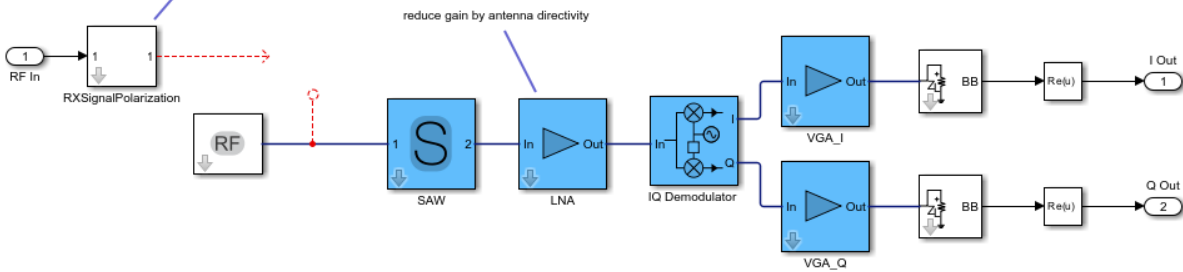 reduce gain by antenna directivity
1
RF In
1
1
RXSignalPolarization
RF
1
S
2
SAW
In
Out
LNA
In
I
Q
IQ Demodulator
In
Out
VGA_I
BB
Re(u)
I Out
1
In
Out
VGA_Q
BB
Re(u)
Q Out
2